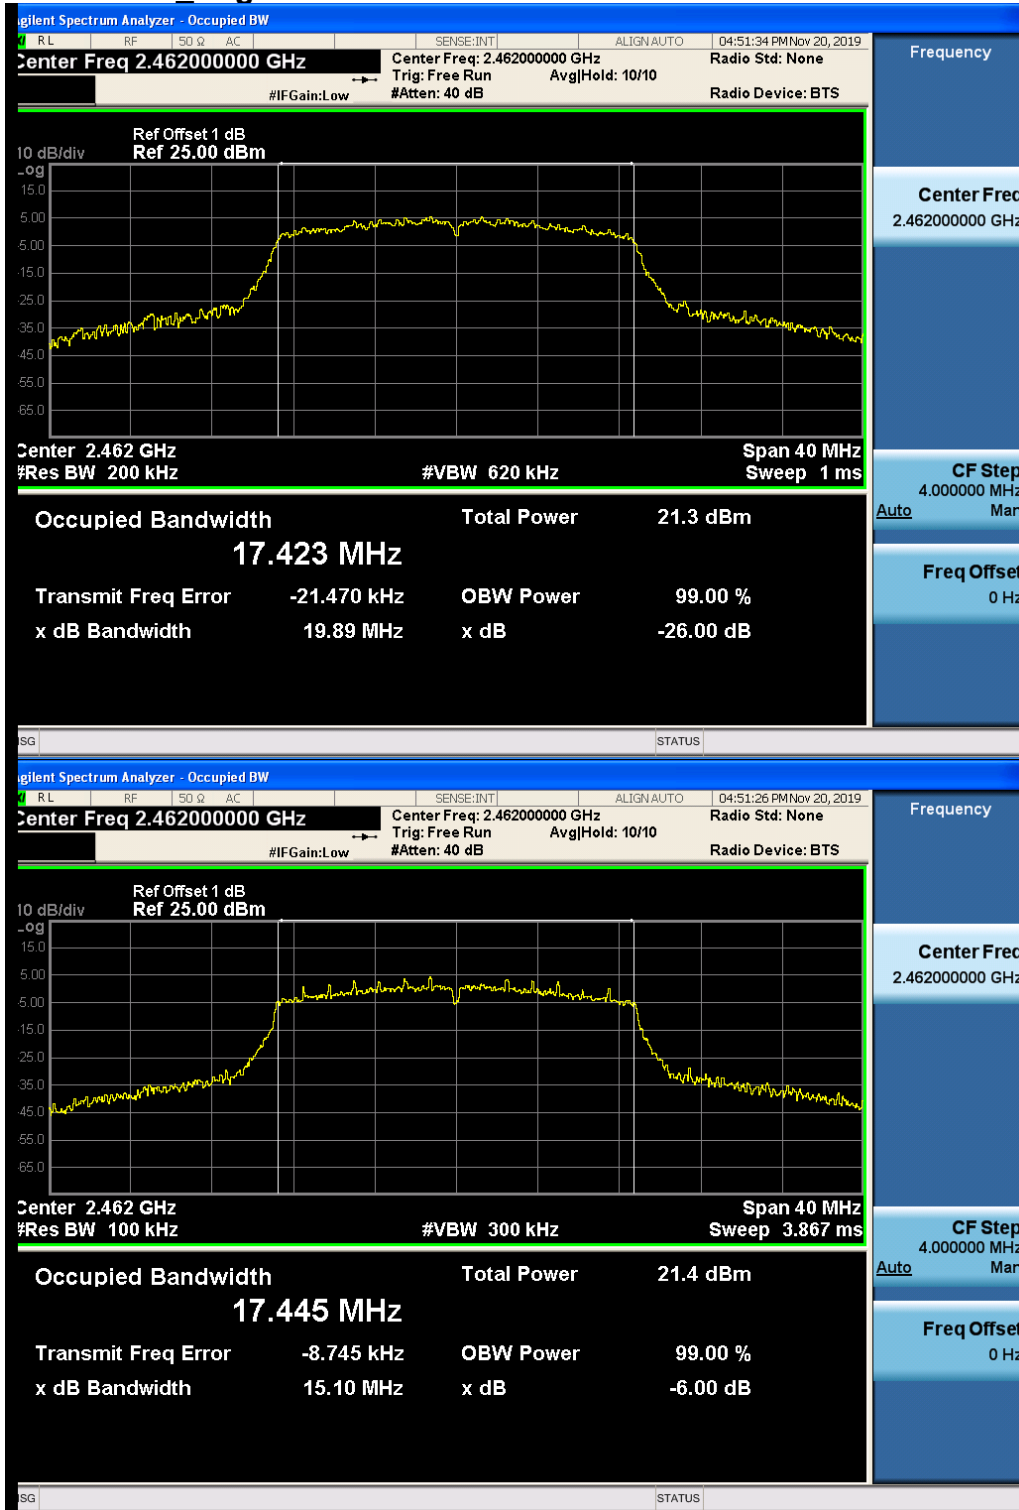 Agilent Spectrum Analyzer - Occupied BW
RL RF 50 Ω AC SENSE:INT ALIGN AUTO 04:51:34 PM Nov 20, 2019
Center Freq 2.462000000 GHz
Center Freq: 2.462000000 GHz
Radio Std: None
Trig: Free Run Avg|Hold: 10/10
#IFGain:Low
#Atten: 40 dB
Radio Device: BTS
Frequency
Ref Offset 1 dB
10 dB/div Ref 25.00 dBm
Log
15.0
5.00
-5.00
-15.0
-25.0
-35.0
-45.0
-55.0
-65.0
Center 2.462 GHz Span 40 MHz
#Res BW 200 kHz #VBW 620 kHz Sweep 1 ms
Center Freq
2.462000000 GHz
CF Step
4.000000 MHz
Auto Man
Freq Offset
0 Hz
Occupied Bandwidth Total Power 21.3 dBm
17.423 MHz
Transmit Freq Error -21.470 kHz OBW Power 99.00 %
x dB Bandwidth 19.89 MHz x dB -26.00 dB
MSG STATUS
Agilent Spectrum Analyzer - Occupied BW
RL RF 50 Ω AC SENSE:INT ALIGN AUTO 04:51:26 PM Nov 20, 2019
Center Freq 2.462000000 GHz
Center Freq: 2.462000000 GHz
Radio Std: None
Trig: Free Run Avg|Hold: 10/10
#IFGain:Low
#Atten: 40 dB
Radio Device: BTS
Frequency
Ref Offset 1 dB
10 dB/div Ref 25.00 dBm
Log
15.0
5.00
-5.00
-15.0
-25.0
-35.0
-45.0
-55.0
-65.0
Center 2.462 GHz Span 40 MHz
#Res BW 100 kHz #VBW 300 kHz Sweep 3.867 ms
Center Freq
2.462000000 GHz
CF Step
4.000000 MHz
Auto Man
Freq Offset
0 Hz
Occupied Bandwidth Total Power 21.4 dBm
17.445 MHz
Transmit Freq Error -8.745 kHz OBW Power 99.00 %
x dB Bandwidth 15.10 MHz x dB -6.00 dB
MSG STATUS